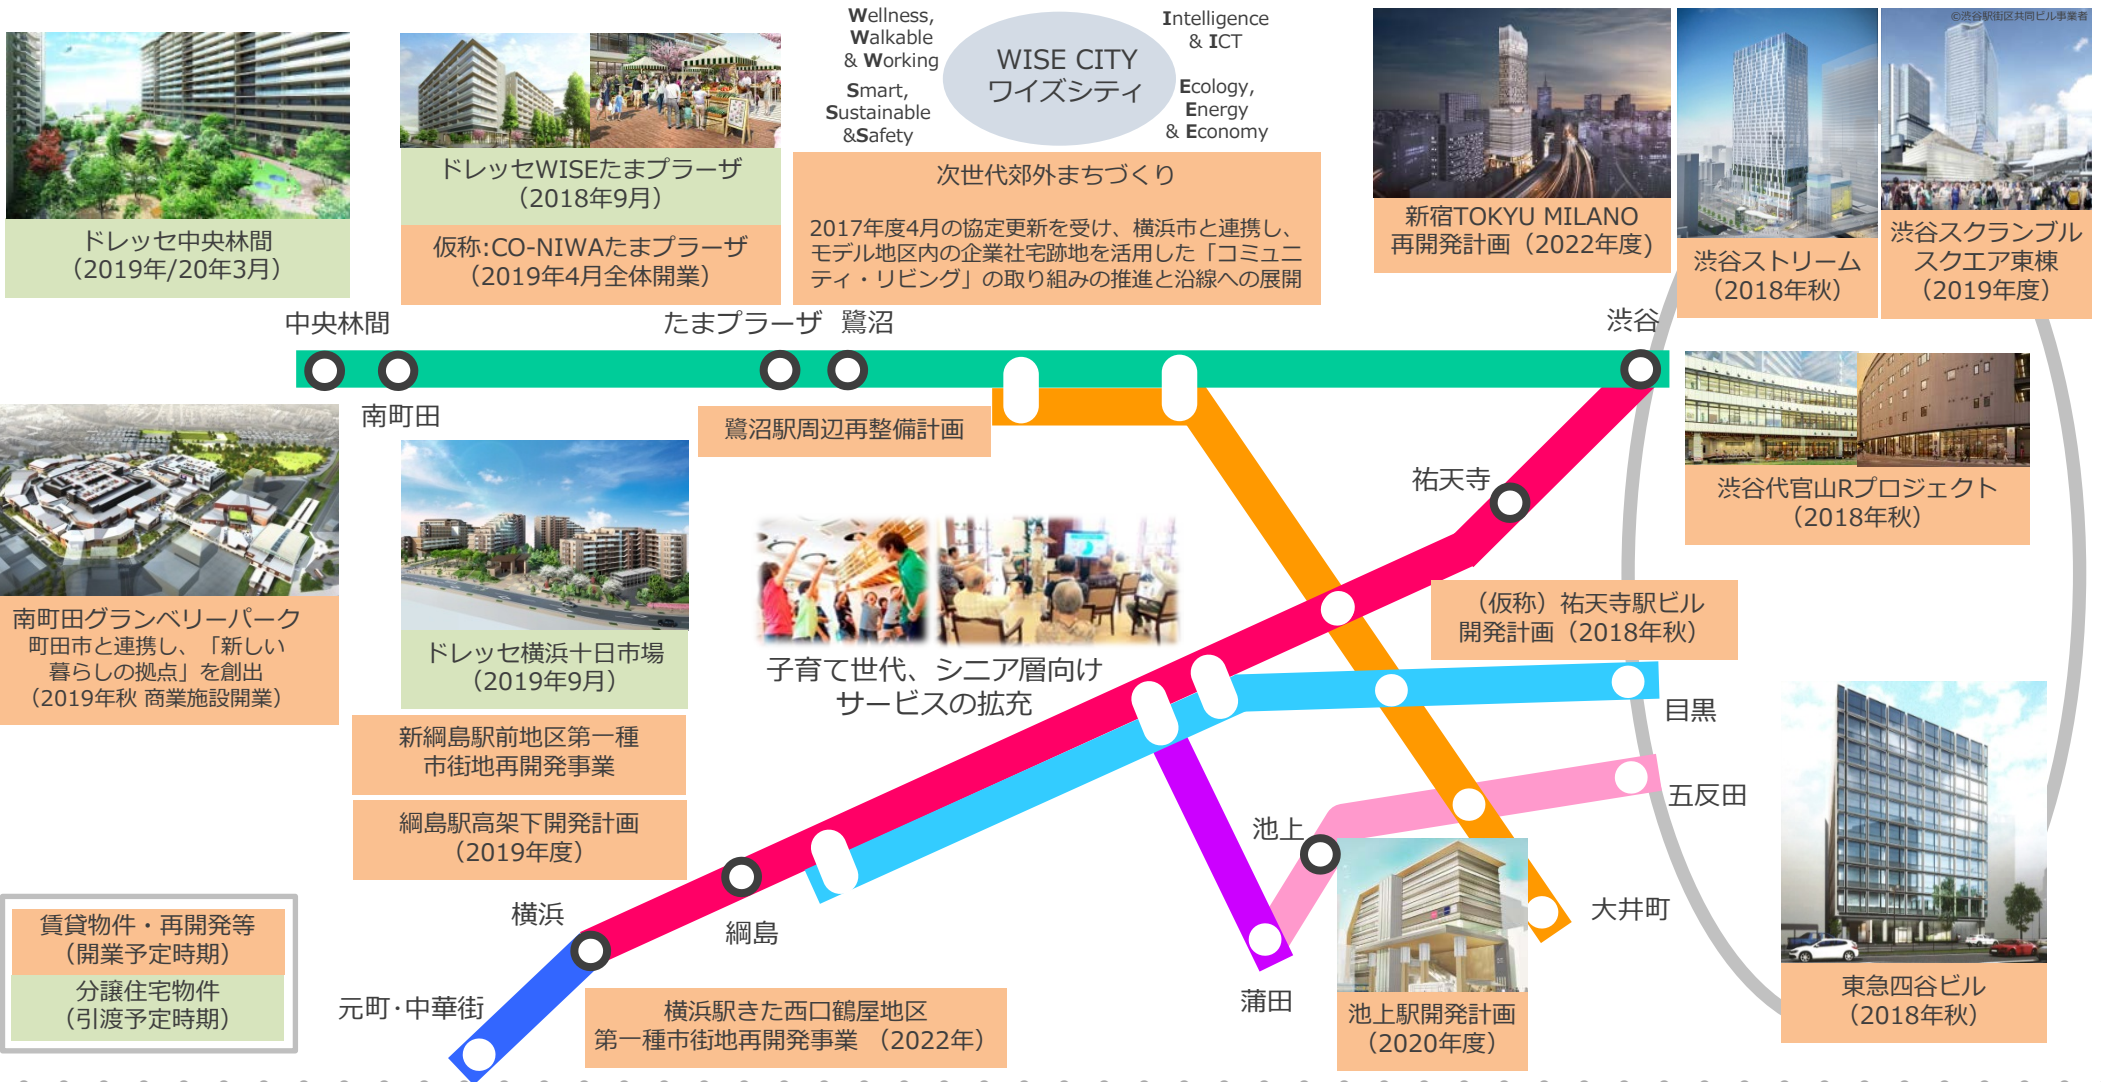 Wellness,
Walkable
& Working
Smart,
Sustainable
&Safety
WISE CITY
ワイズシティ
Intelligence
& ICT
Ecology,
Energy
& Economy
©渋谷駅街区共同ビル事業者
ドレッセ中央林間
（2019年/20年3月）
ドレッセWISEたまプラーザ
（2018年9月）
仮称:CO-NIWAたまプラーザ
（2019年4月全体開業）
次世代郊外まちづくり
2017年度4月の協定更新を受け、横浜市と連携し、
モデル地区内の企業社宅跡地を活用した「コミュニ
ティ・リビング」の取り組みの推進と沿線への展開
新宿TOKYU MILANO
再開発計画（2022年度)
渋谷ストリーム
（2018年秋）
渋谷スクランブル
スクエア東棟
（2019年度）
中央林間
たまプラーザ
鷺沼
渋谷
南町田
鷺沼駅周辺再整備計画
祐天寺
渋谷代官山Rプロジェクト
（2018年秋）
南町田グランベリーパーク
町田市と連携し、「新しい
暮らしの拠点」を創出
（2019年秋 商業施設開業）
ドレッセ横浜十日市場
（2019年9月）
子育て世代、シニア層向け
サービスの拡充
（仮称）祐天寺駅ビル
開発計画（2018年秋）
目黒
新綱島駅前地区第一種
市街地再開発事業
綱島駅高架下開発計画
（2019年度）
五反田
池上
大井町
横浜
綱島
賃貸物件・再開発等
（開業予定時期）
分譲住宅物件
（引渡予定時期）
元町・中華街
横浜駅きた西口鶴屋地区
第一種市街地再開発事業 （2022年）
蒲田
池上駅開発計画
（2020年度）
東急四谷ビル
（2018年秋）